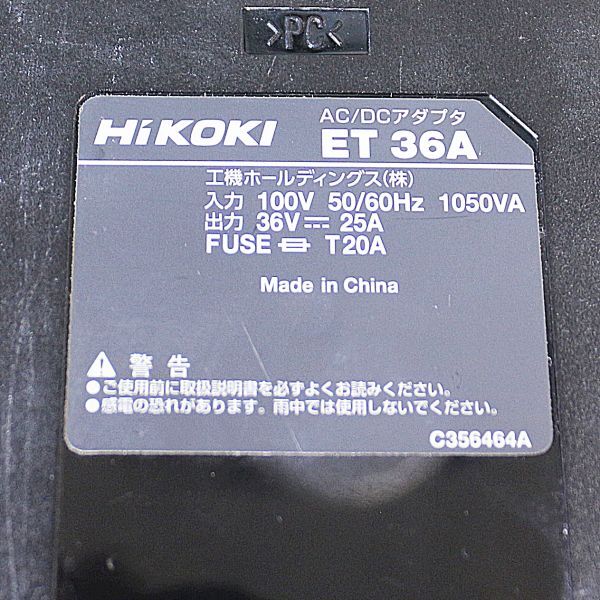 >PC<
HiKOKI
AC/DCアダプタ
ET 36A
工機ホールディングス(株)
入力 100V 50/60Hz 1050VA
出力 36V⎓ 25A
FUSE T20A
Made in China
警告
●ご使用前に取扱説明書を必ずよくお読みください。
●感電の恐れがあります。雨中では使用しないでください。
C356464A